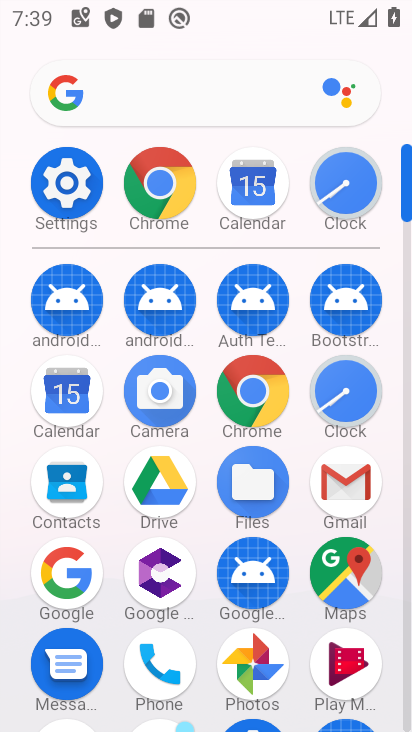 7:39 LTE
Settings Chrome Calendar Clock
15
android... android... Auth Te... Bootstr...
15
Calendar Camera Chrome Clock
Contacts Drive Files Gmail
G
Google Google ... Google... Maps
Messa... Phone Photos Play M...